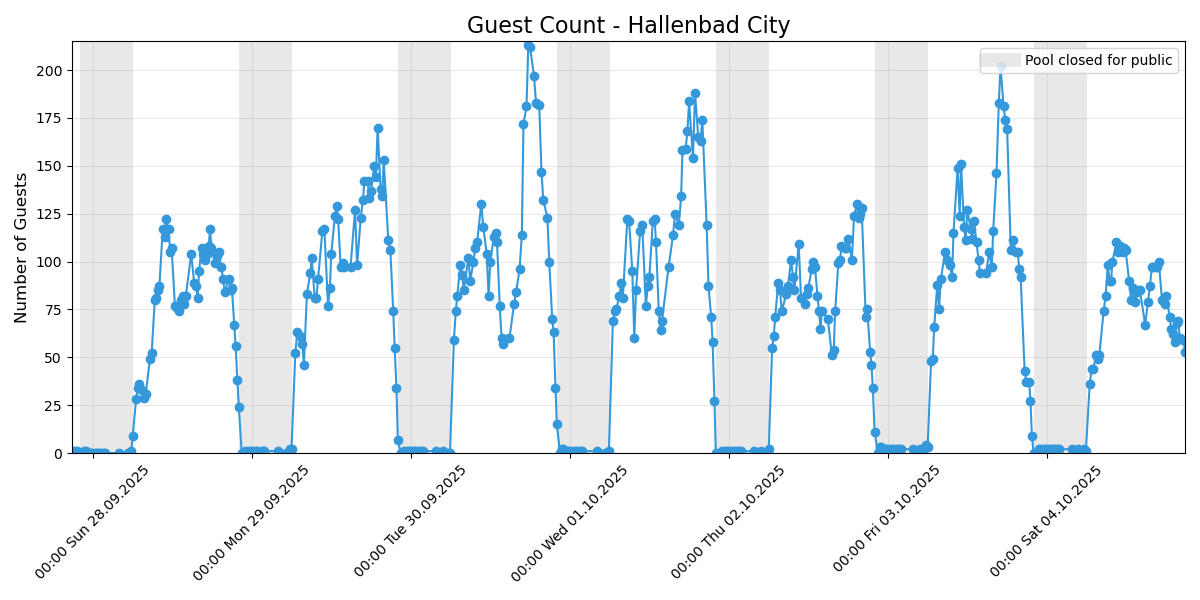 Guest Count - Hallenbad City
Pool closed for public
Number of Guests
200
175
150
125
100
75
50
25
0
00:00 Sun 28.09.2025
00:00 Mon 29.09.2025
00:00 Tue 30.09.2025
00:00 Wed 01.10.2025
00:00 Thu 02.10.2025
00:00 Fri 03.10.2025
00:00 Sat 04.10.2025